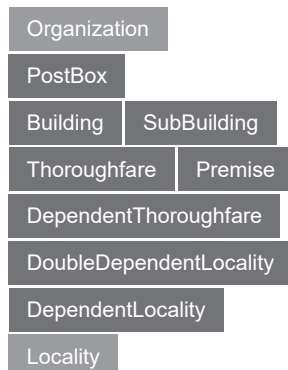 Organization
PostBox
Building SubBuilding
Thoroughfare Premise
DependentThoroughfare
DoubleDependentLocality
DependentLocality
Locality